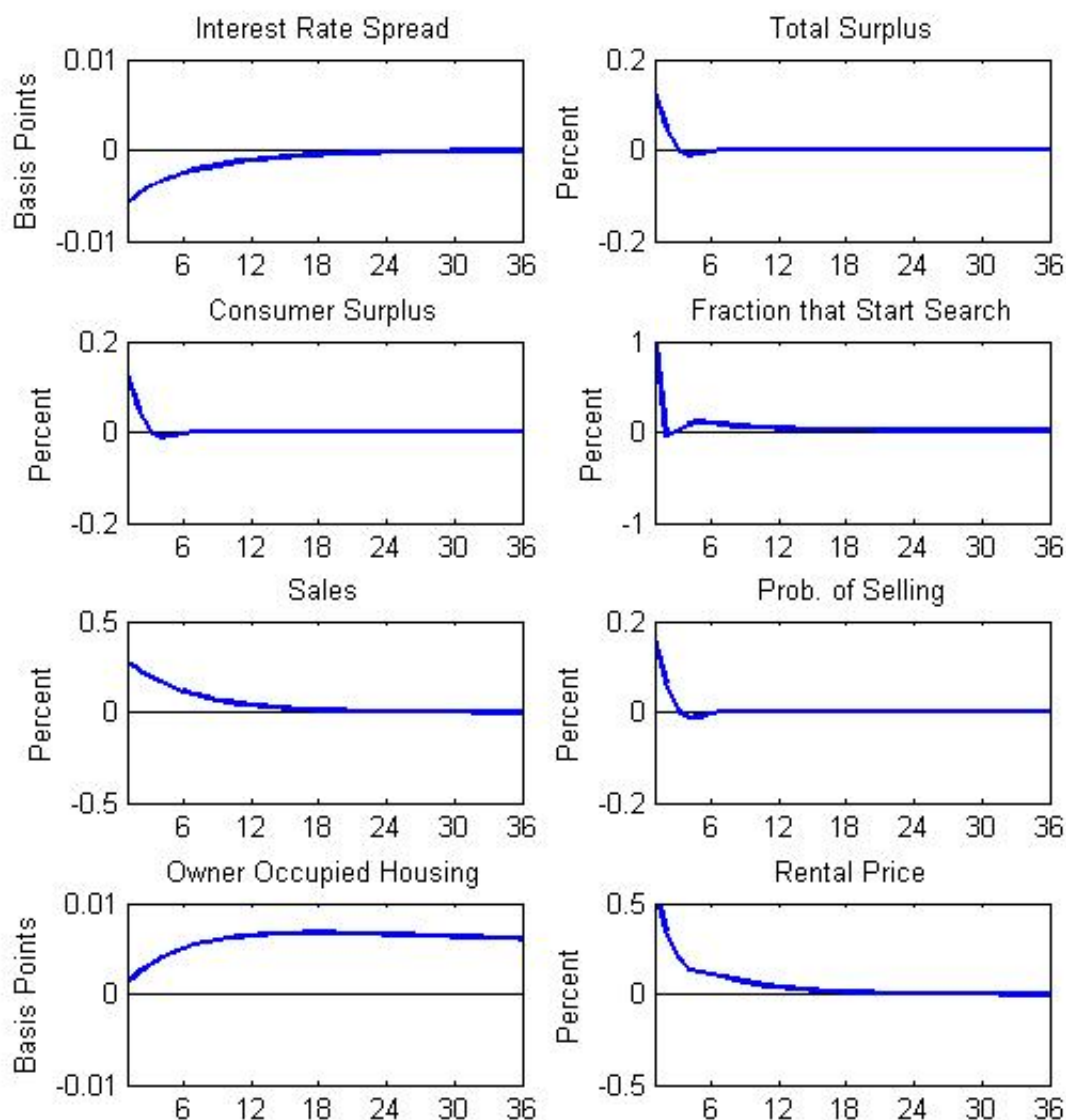 Interest Rate Spread
Basis Points
0.01
0
-0.01
6 12 18 24 30 36
Total Surplus
Percent
0.2
0
-0.2
6 12 18 24 30 36
Consumer Surplus
Percent
0.2
0
-0.2
6 12 18 24 30 36
Fraction that Start Search
Percent
1
0
-1
6 12 18 24 30 36
Sales
Percent
0.5
0
-0.5
6 12 18 24 30 36
Prob. of Selling
Percent
0.2
0
-0.2
6 12 18 24 30 36
Owner Occupied Housing
Basis Points
0.01
0
-0.01
6 12 18 24 30 36
Rental Price
Percent
0.5
0
-0.5
6 12 18 24 30 36